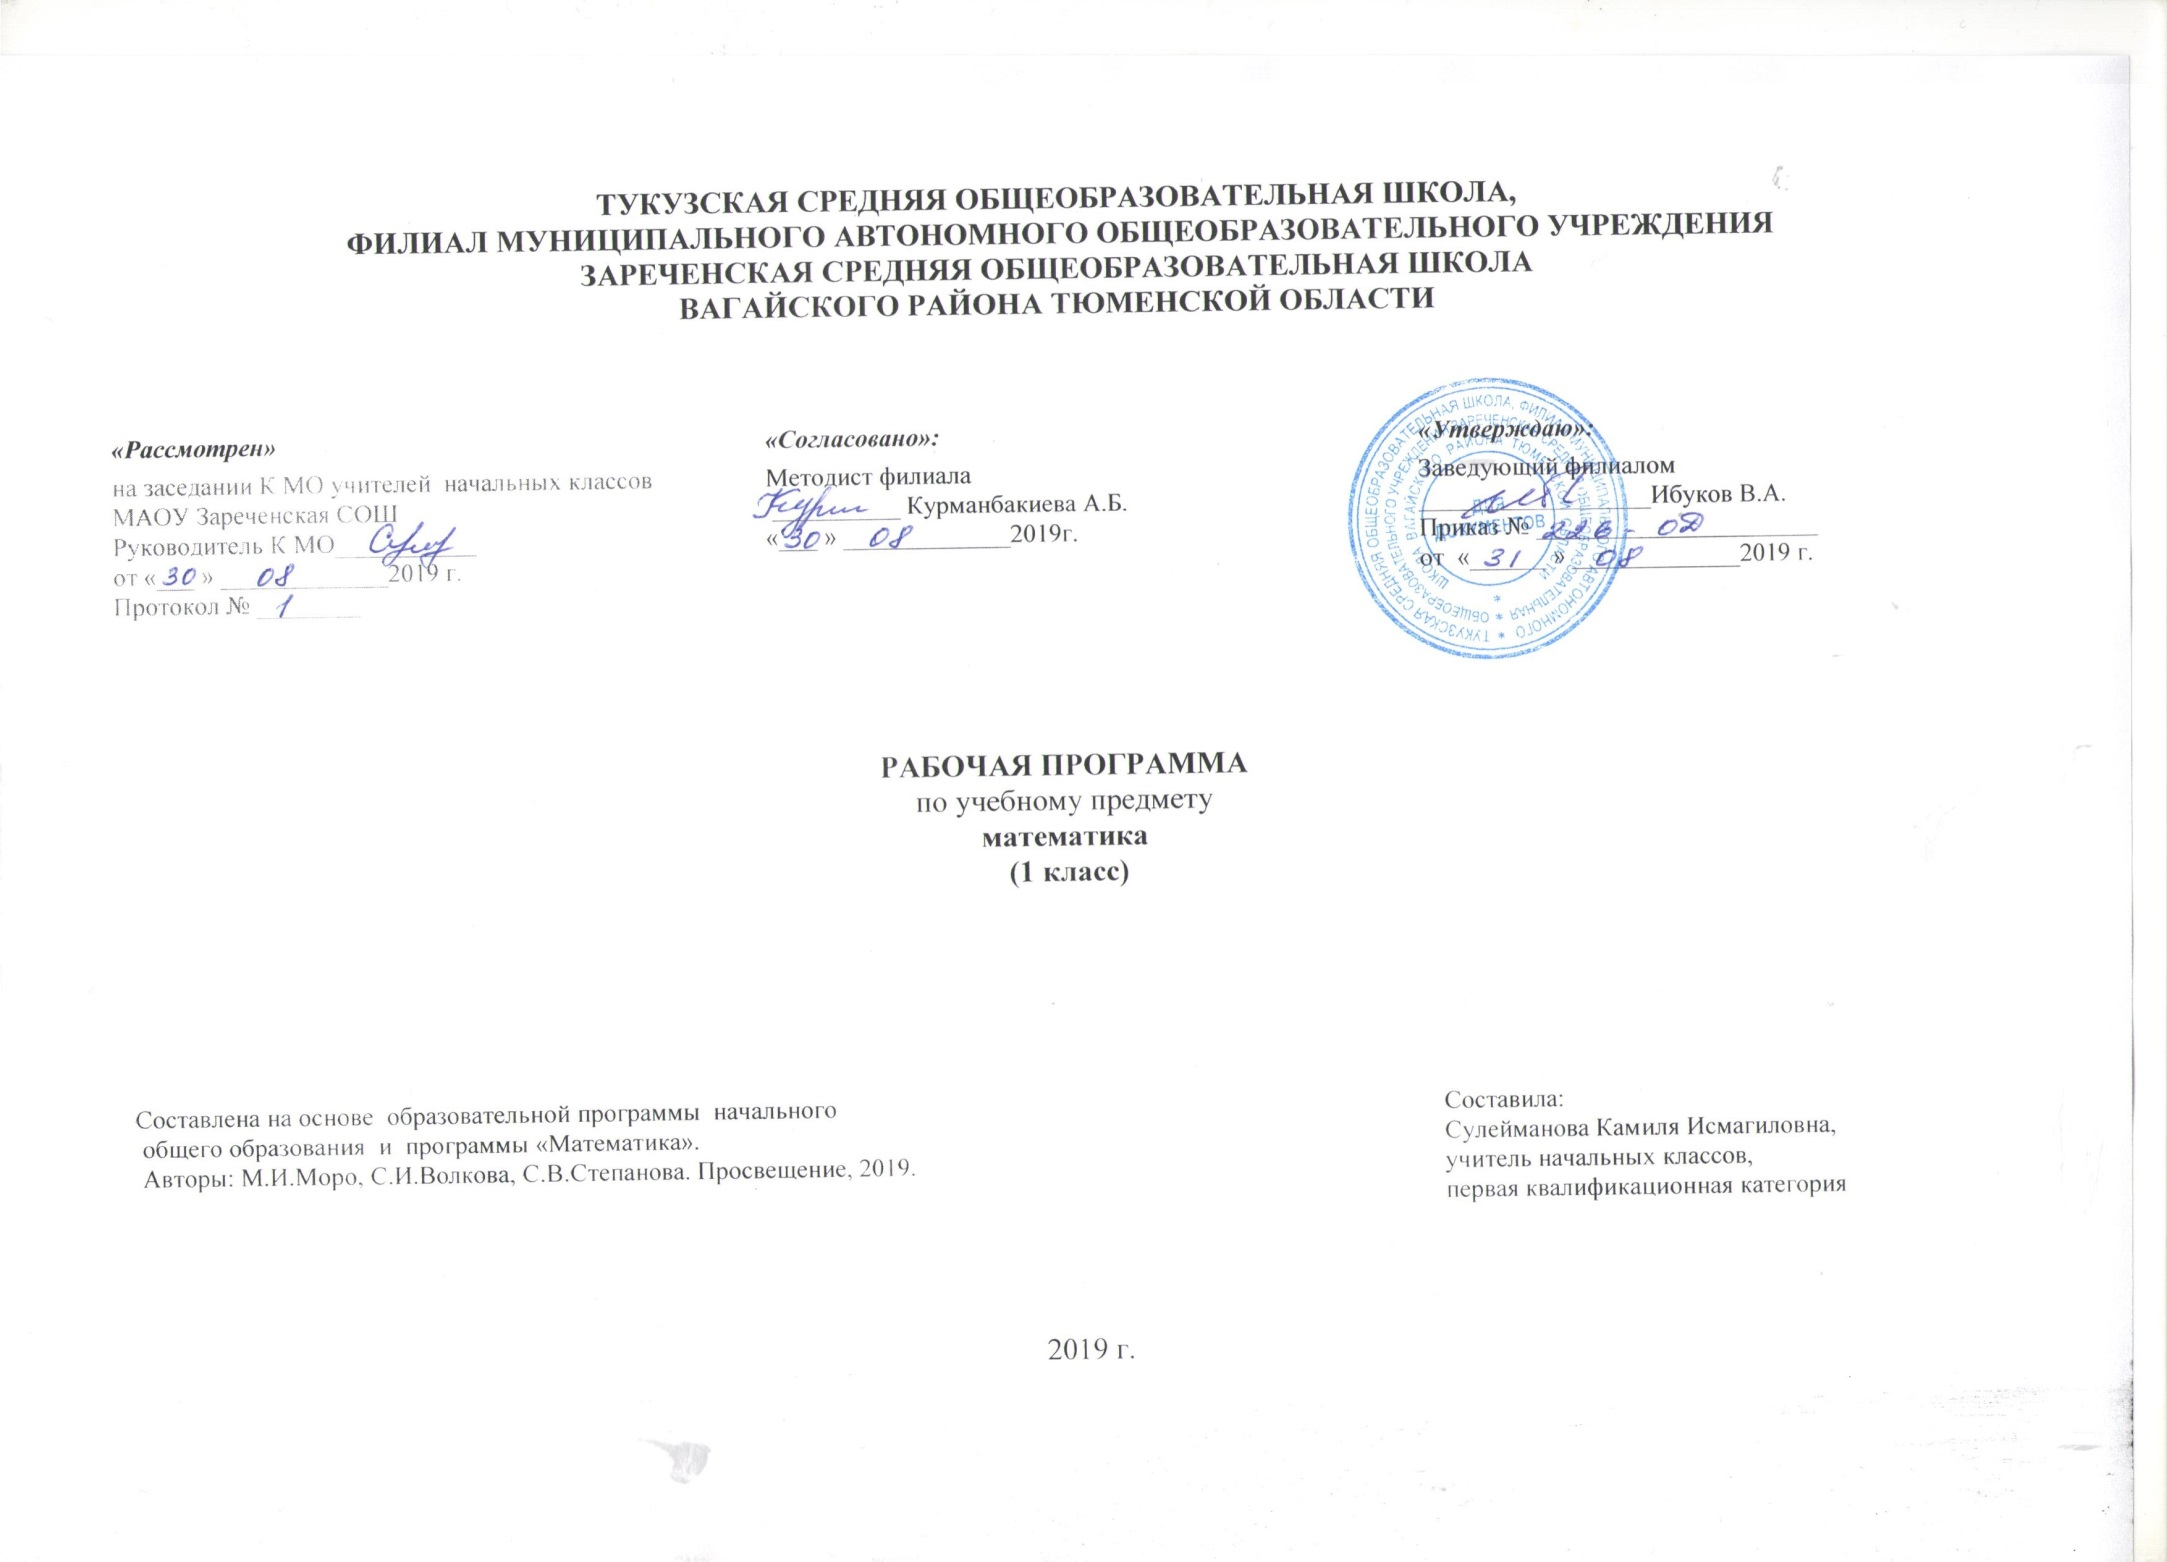 ТУКУЗСКАЯ СРЕДНЯЯ ОБЩЕОБРАЗОВАТЕЛЬНАЯ ШКОЛА,
ФИЛИАЛ МУНИЦИПАЛЬНОГО АВТОНОМНОГО ОБЩЕОБРАЗОВАТЕЛЬНОГО УЧРЕЖДЕНИЯ
ЗАРЕЧЕНСКАЯ СРЕДНЯЯ ОБЩЕОБРАЗОВАТЕЛЬНАЯ ШКОЛА
ВАГАЙСКОГО РАЙОНА ТЮМЕНСКОЙ ОБЛАСТИ
«Рассмотрен»
на заседании К МО учителей начальных классов
МАОУ Зареченская СОШ
Руководитель К МО
от «30» 08 2019 г.
Протокол № 1
«Согласовано»:
Методист филиала
Курманбакиева А.Б.
«30» 08 2019г.
«Утверждаю»:
Заведующий филиалом
Ибуков В.А.
Приказ № 226 - ОД
от «31» 08 2019 г.
ДЛЯ
ДОКУМЕНТОВ
РАБОЧАЯ ПРОГРАММА
по учебному предмету
математика
(1 класс)
Составлена на основе образовательной программы начального
общего образования и программы «Математика».
Авторы: М.И.Моро, С.И.Волкова, С.В.Степанова. Просвещение, 2019.
Составила:
Сулейманова Камиля Исмагиловна,
учитель начальных классов,
первая квалификационная категория
2019 г.